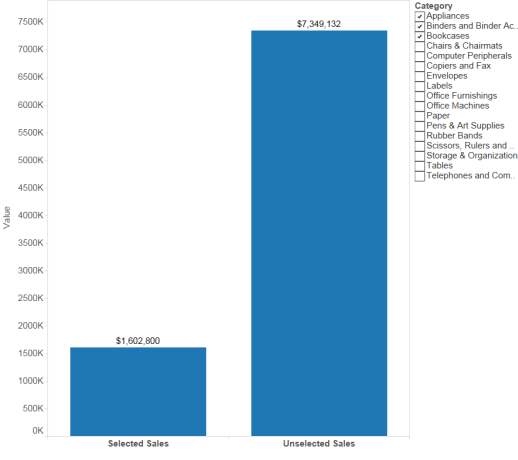 Category
Appliances
Binders and Binder Ac..
Bookcases
Chairs & Chairmats
Computer Peripherals
Copiers and Fax
Envelopes
Labels
Office Furnishings
Office Machines
Paper
Pens & Art Supplies
Rubber Bands
Scissors, Rulers and ..
Storage & Organization
Tables
Telephones and Com..
Value
7500K
7000K
6500K
6000K
5500K
5000K
4500K
4000K
3500K
3000K
2500K
2000K
1500K
1000K
500K
0K
$7,349,132
$1,602,800
Selected Sales
Unselected Sales